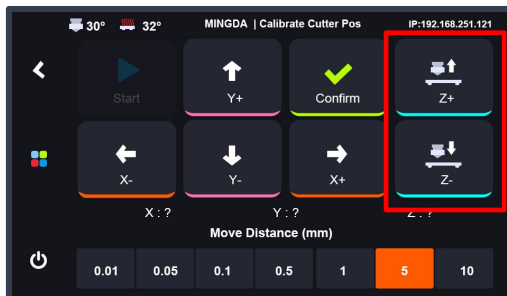 30° 32° MINGDA | Calibrate Cutter Pos IP:192.168.251.121
Start Y+ Confirm Z+
X- Y- X+ Z-
X : ? Y : ? Z : ?
Move Distance (mm)
0.01 0.05 0.1 0.5 1 5 10